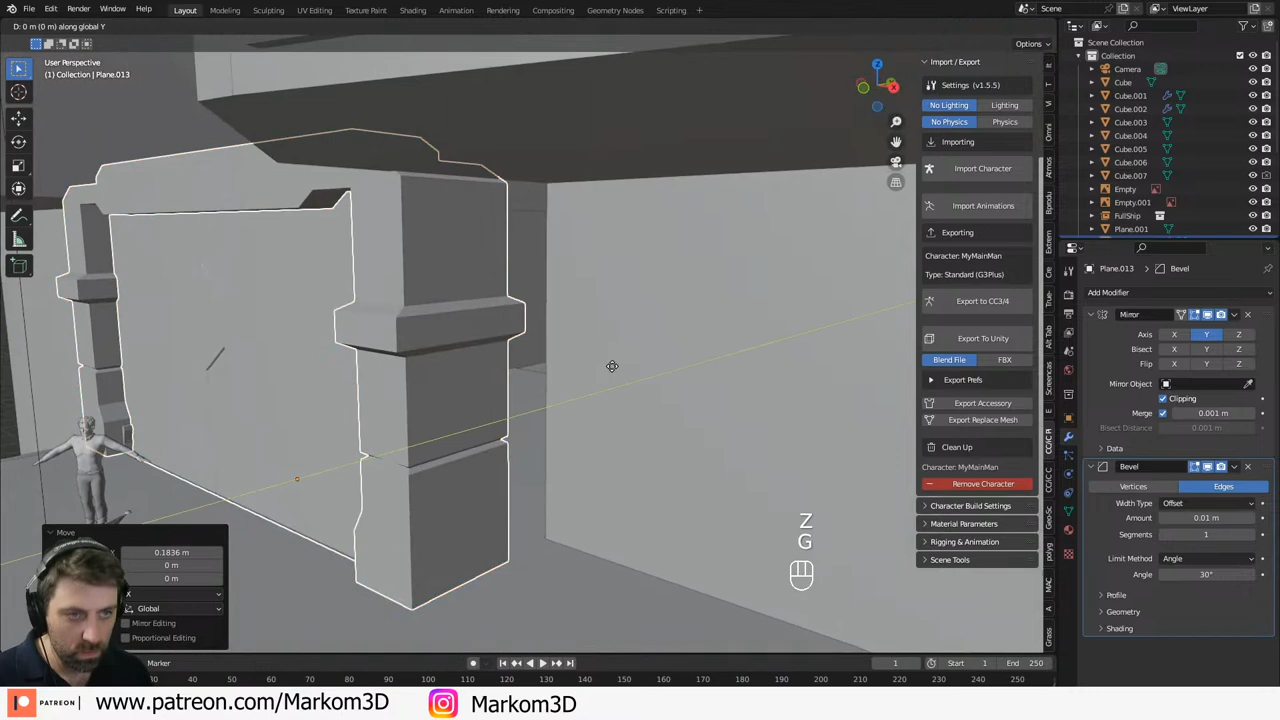 File Edit Render Window Help Layout Modeling Sculpting UV Editing Texture Paint Shading Animation Rendering Compositing Geometry Nodes Scripting Scene ViewLayer
D: 0 m (0 m) along global Y
Options
User Perspective
(1) Collection | Plane.013
Import / Export
Settings (v1.5.5)
No Lighting Lighting
No Physics Physics
Importing
Import Character
Import Animations
Exporting
Character: MyMainMan
Type: Standard (G3Plus)
Export to CC3/4
Export To Unity
Blend File FBX
Export Prefs
Export Accessory
Export Replace Mesh
Clean Up
Character: MyMainMan
Remove Character
Character Build Settings
Material Parameters
Rigging & Animation
Scene Tools
Scene Collection
Collection
Camera
Cube
Cube.001
Cube.002
Cube.003
Cube.004
Cube.005
Cube.006
Cube.007
Empty
Empty.001
FullShip
Plane.001
Plane.013 Bevel
Add Modifier
Mirror
Axis X Y Z
Bisect X Y Z
Flip X Y Z
Mirror Object
Clipping
Merge 0.001 m
Bisect Distance 0.001 m
Data
Bevel
Vertices Edges
Width Type Offset
Amount 0.01 m
Segments 1
Limit Method Angle
Angle 30°
Profile
Geometry
Shading
Z
G
Move
0.1836 m
0 m
0 m
X
Global
Mirror Editing
Proportional Editing
Marker
1 Start 1 End 250
30 40 50 60 70 80 90 100 110 120 130 140 150 160 170 180 190 200 210 220 230 240 250
PATREON www.patreon.com/Markom3D Markom3D